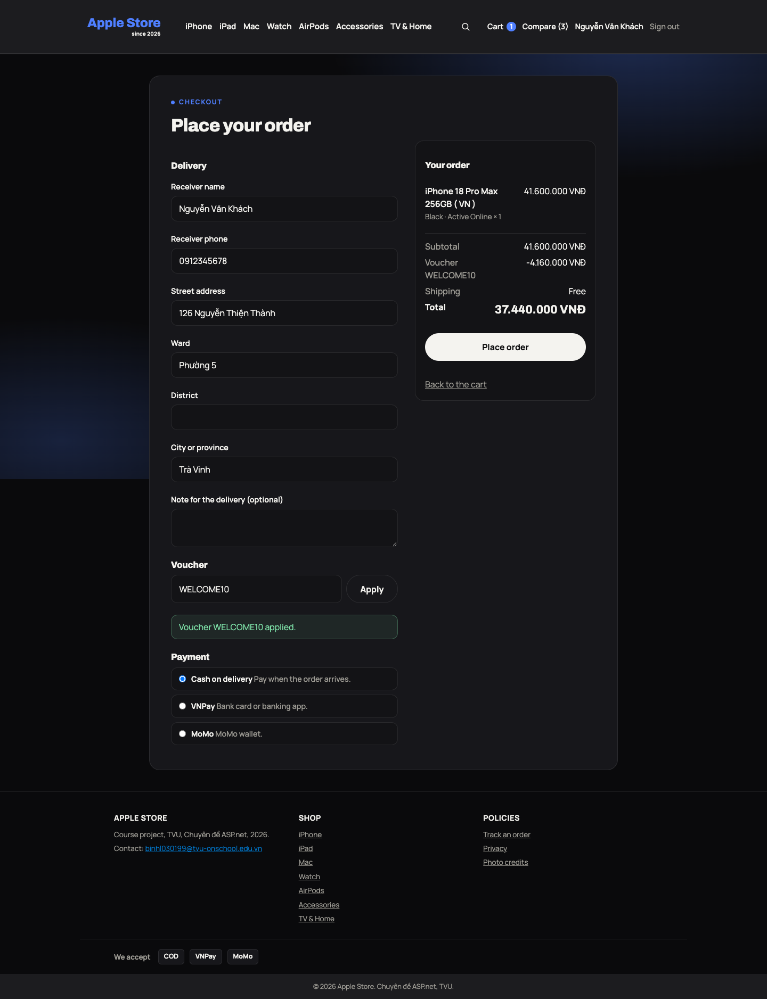 Apple Store
since 2026
iPhone iPad Mac Watch AirPods Accessories TV & Home
Cart 1 Compare (3) Nguyễn Văn Khách Sign out
CHECKOUT
Place your order
Delivery
Receiver name
Nguyễn Văn Khách
Receiver phone
0912345678
Street address
126 Nguyễn Thiện Thành
Ward
Phường 5
District
City or province
Trà Vinh
Note for the delivery (optional)
Voucher
WELCOME10
Apply
Voucher WELCOME10 applied.
Payment
Cash on delivery Pay when the order arrives.
VNPay Bank card or banking app.
MoMo MoMo wallet.
Your order
iPhone 18 Pro Max 41.600.000 VNĐ
256GB ( VN )
Black · Active Online × 1
Subtotal 41.600.000 VNĐ
Voucher -4.160.000 VNĐ
WELCOME10
Shipping Free
Total 37.440.000 VNĐ
Place order
Back to the cart
APPLE STORE
Course project, TVU, Chuyên đề ASP.net, 2026.
Contact: binhl030199@tvu-onschool.edu.vn
SHOP
iPhone
iPad
Mac
Watch
AirPods
Accessories
TV & Home
POLICIES
Track an order
Privacy
Photo credits
We accept COD VNPay MoMo
© 2026 Apple Store. Chuyên đề ASP.net, TVU.